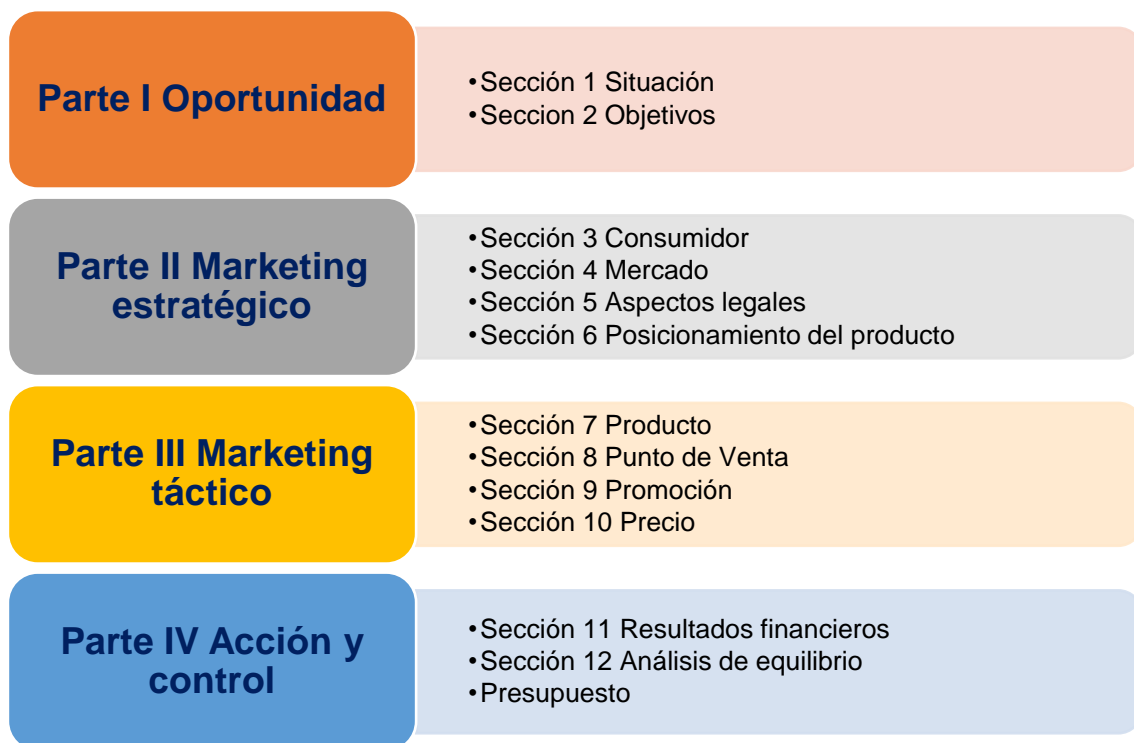 Parte I Oportunidad
•Sección 1 Situación
•Seccion 2 Objetivos
Parte II Marketing
estratégico
•Sección 3 Consumidor
•Sección 4 Mercado
•Sección 5 Aspectos legales
•Sección 6 Posicionamiento del producto
Parte III Marketing
táctico
•Sección 7 Producto
•Sección 8 Punto de Venta
•Sección 9 Promoción
•Sección 10 Precio
Parte IV Acción y
control
•Sección 11 Resultados financieros
•Sección 12 Análisis de equilibrio
•Presupuesto